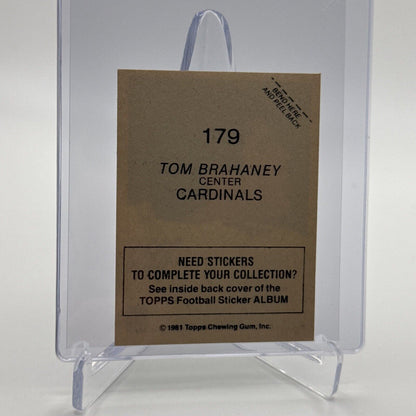 BEND HERE
AND PEEL BACK
179
TOM BRAHANEY
CENTER
CARDINALS
NEED STICKERS
TO COMPLETE YOUR COLLECTION?
See inside back cover of the
TOPPS Football Sticker ALBUM
© 1981 Topps Chewing Gum, Inc.